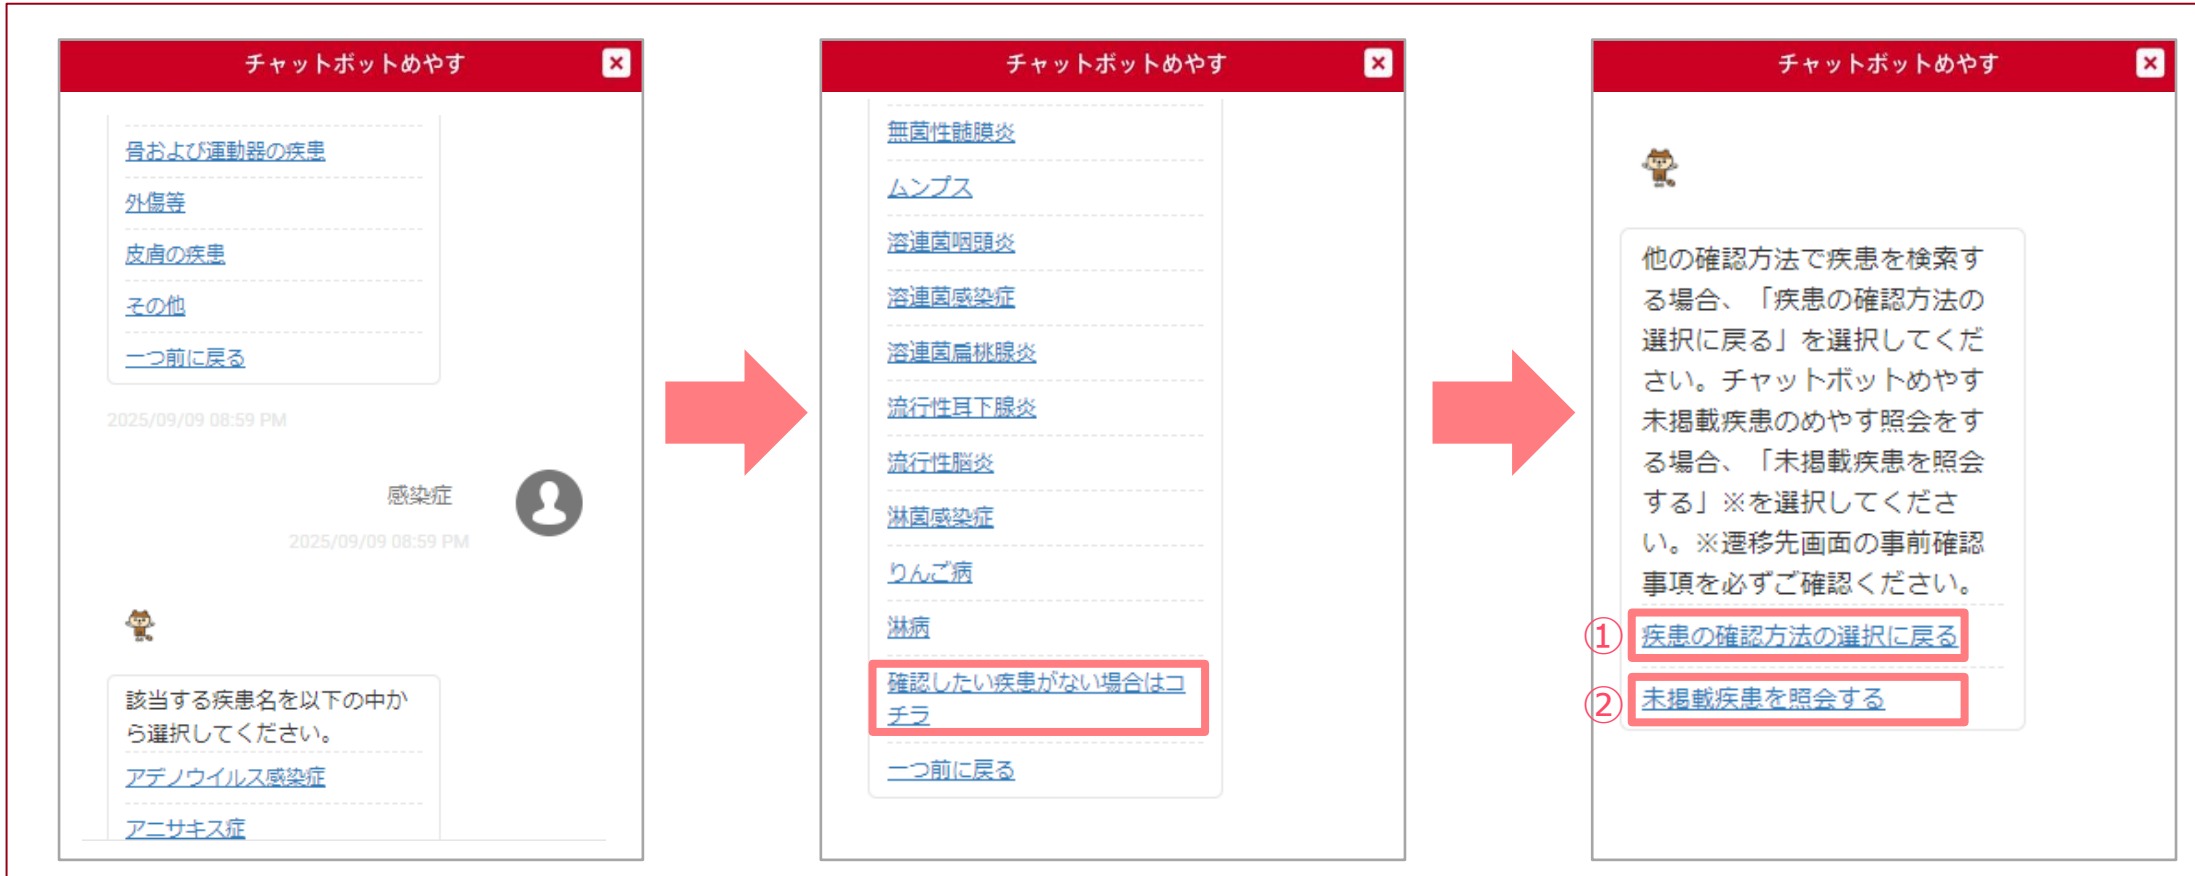 チャットボットめやす
骨および運動器の疾患
外傷等
皮膚の疾患
その他
一つ前に戻る
2025/09/09 08:59 PM
感染症
2025/09/09 08:59 PM
該当する疾患名を以下の中か
ら選択してください。
アデノウイルス感染症
アニサキス症
チャットボットめやす
無菌性髄膜炎
ムンプス
溶連菌咽頭炎
溶連菌感染症
溶連菌扁桃腺炎
流行性耳下腺炎
流行性脳炎
淋菌感染症
りんご病
淋病
確認したい疾患がない場合はコ
チラ
一つ前に戻る
チャットボットめやす
他の確認方法で疾患を検索す
る場合、「疾患の確認方法の
選択に戻る」を選択してくだ
さい。チャットボットめやす
未掲載疾患のめやす照会をす
る場合、「未掲載疾患を照会
する」※を選択してくださ
い。※遷移先画面の事前確認
事項を必ずご確認ください。
① 疾患の確認方法の選択に戻る
② 未掲載疾患を照会する